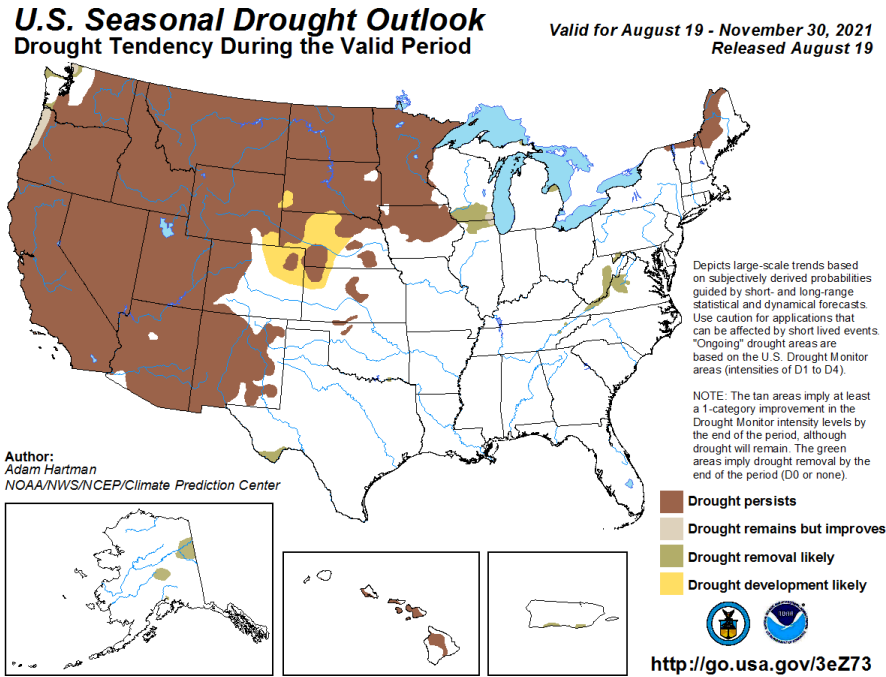 U.S. Seasonal Drought Outlook
Drought Tendency During the Valid Period
Valid for August 19 - November 30, 2021
Released August 19
Depicts large-scale trends based
on subjectively derived probabilities
guided by short- and long-range
statistical and dynamical forecasts.
Use caution for applications that
can be affected by short lived events.
"Ongoing" drought areas are
based on the U.S. Drought Monitor
areas (intensities of D1 to D4).
NOTE: The tan areas imply at least
a 1-category improvement in the
Drought Monitor intensity levels by
the end of the period, although
drought will remain. The green
areas imply drought removal by the
end of the period (D0 or none).
Author:
Adam Hartman
NOAA/NWS/NCEP/Climate Prediction Center
Drought persists
Drought remains but improves
Drought removal likely
Drought development likely
http://go.usa.gov/3eZ73